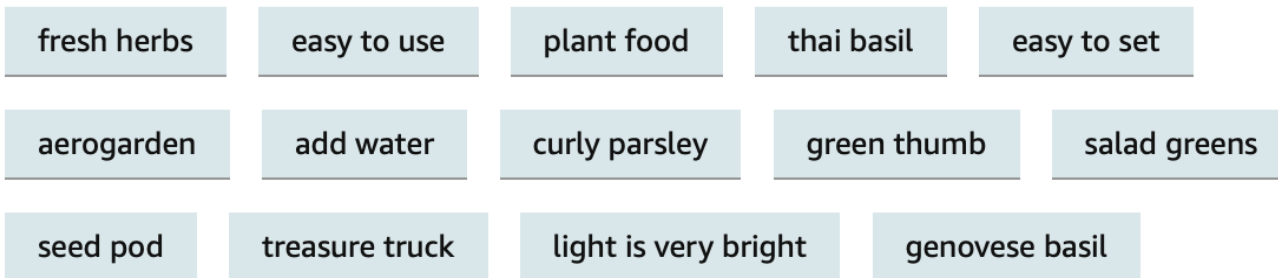 fresh herbs easy to use plant food thai basil easy to set
aerogarden add water curly parsley green thumb salad greens
seed pod treasure truck light is very bright genovese basil